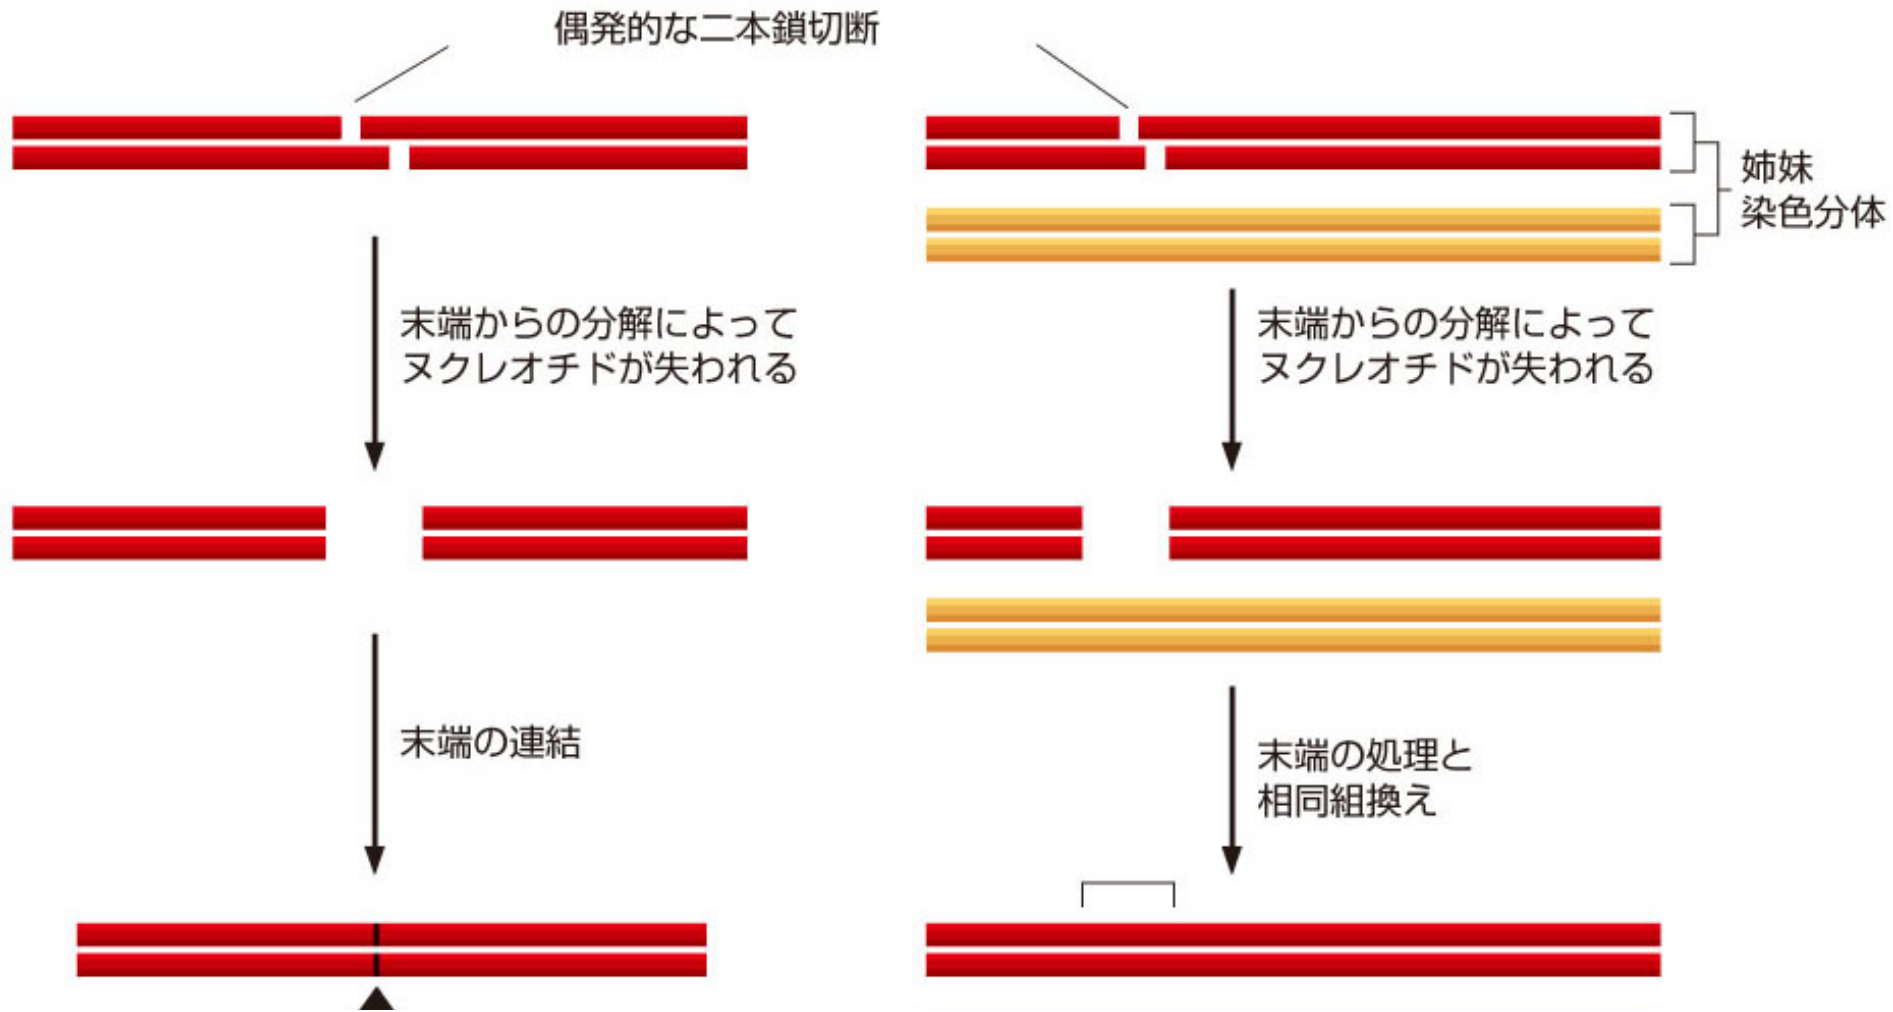 偶発的な二本鎖切断
姉妹
染色分体
末端からの分解によって
ヌクレオチドが失われる
末端からの分解によって
ヌクレオチドが失われる
末端の連結
末端の処理と
相同組換え